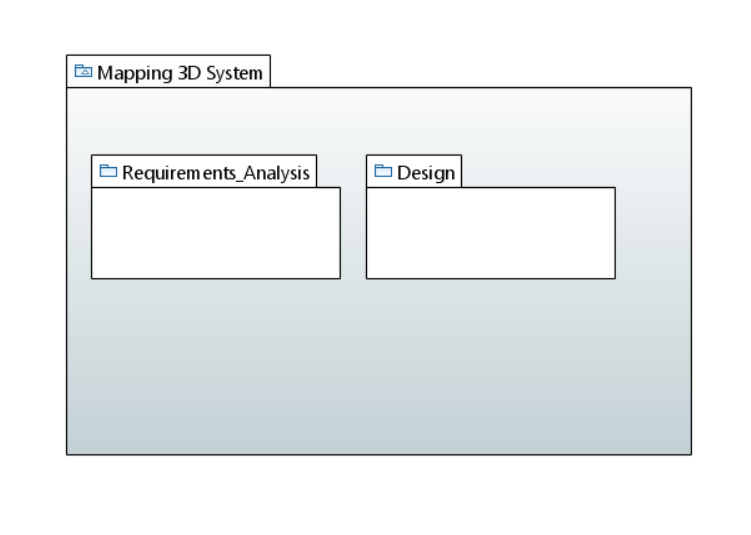 Mapping 3D System
Requirements_Analysis
Design